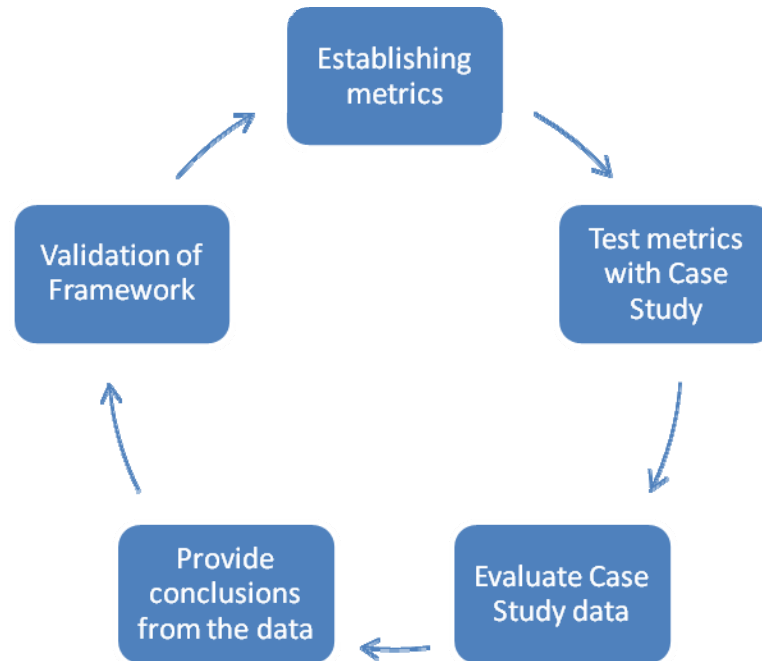 Establishing
metrics
Test metrics
with Case
Study
Evaluate Case
Study data
Provide
conclusions
from the data
Validation of
Framework